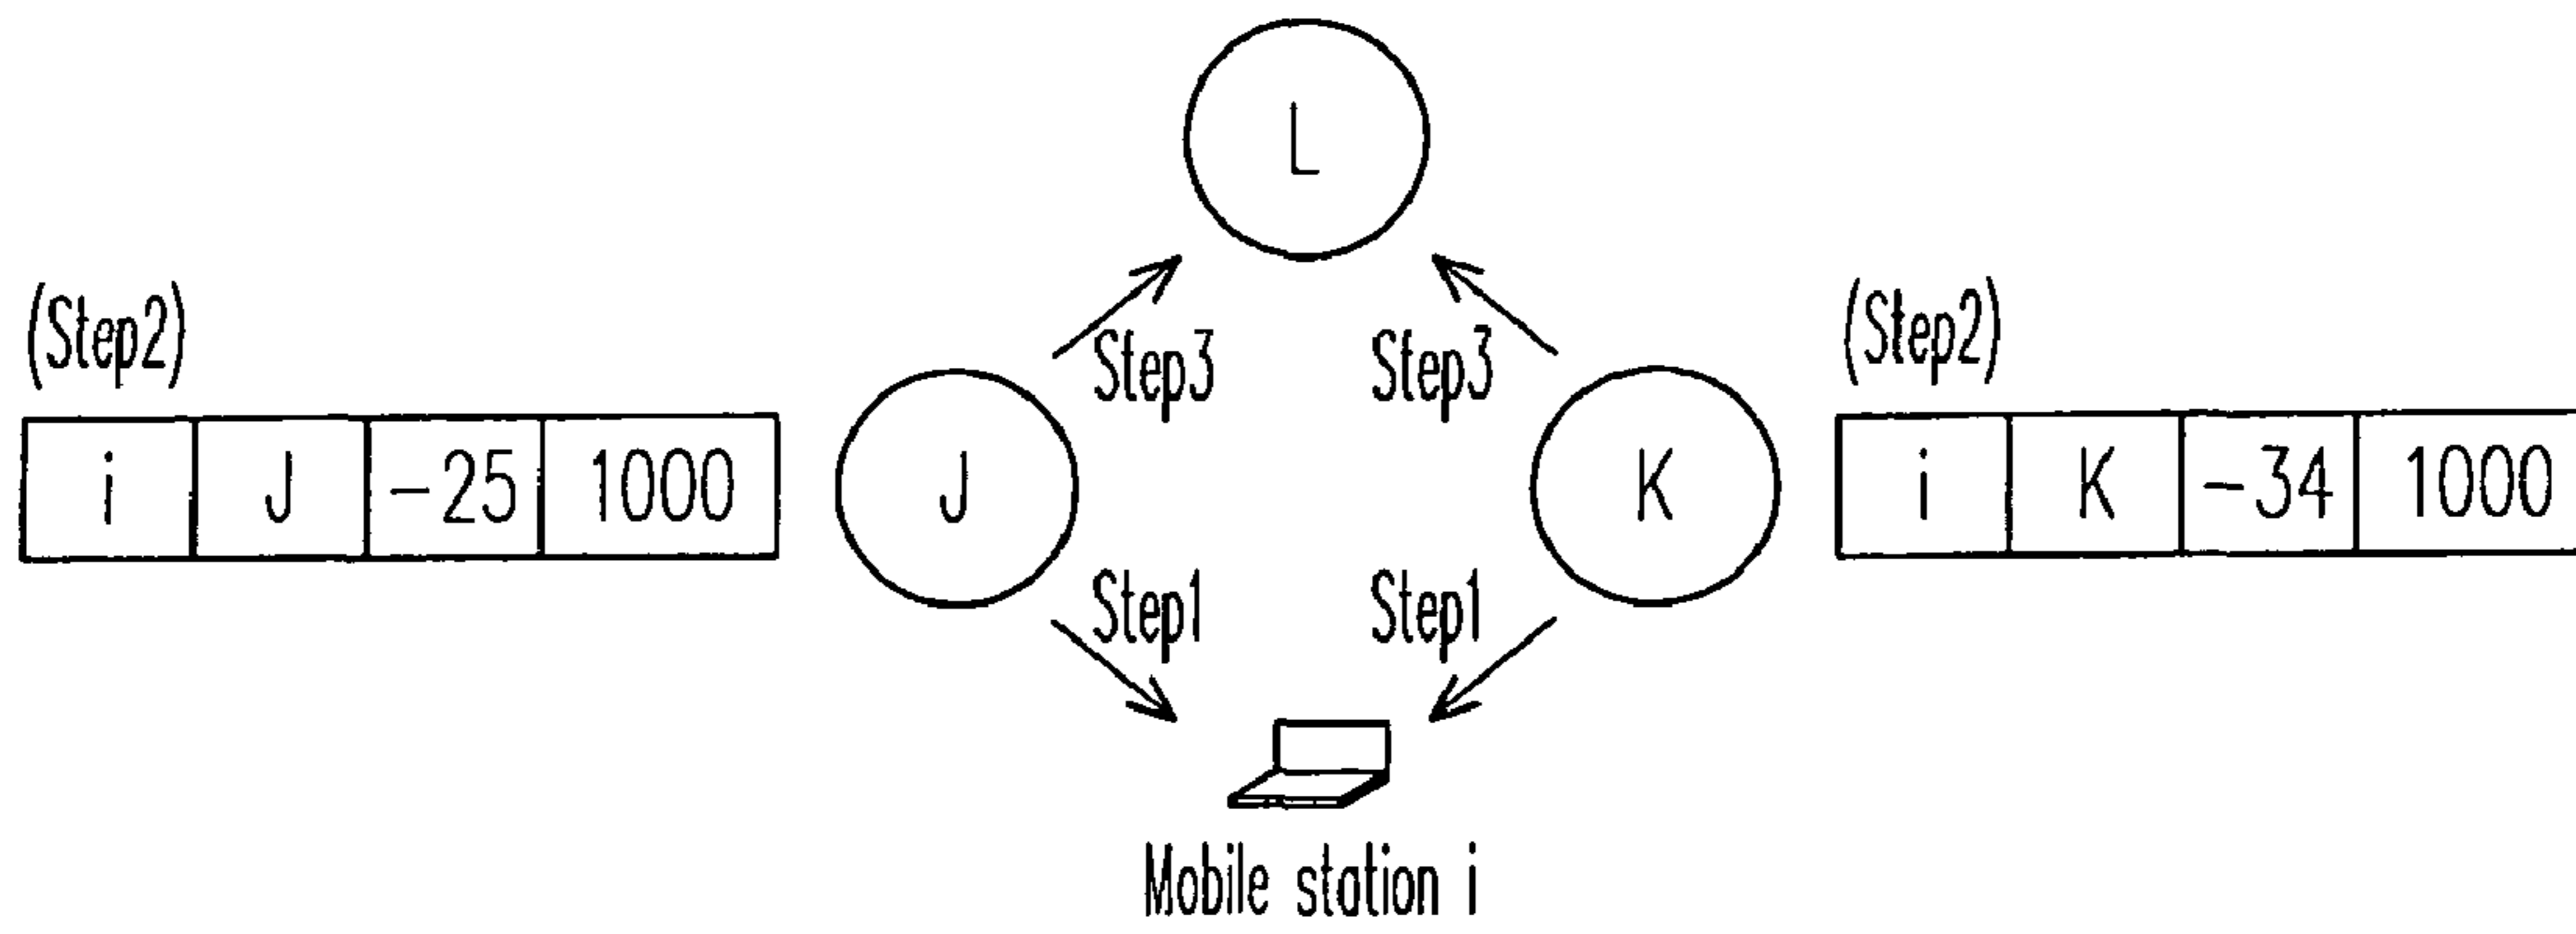 L
(Step2)
Step3
Step3
(Step2)
i J -25 1000
J
K
i K -34 1000
Step1
Step1
Mobile station i